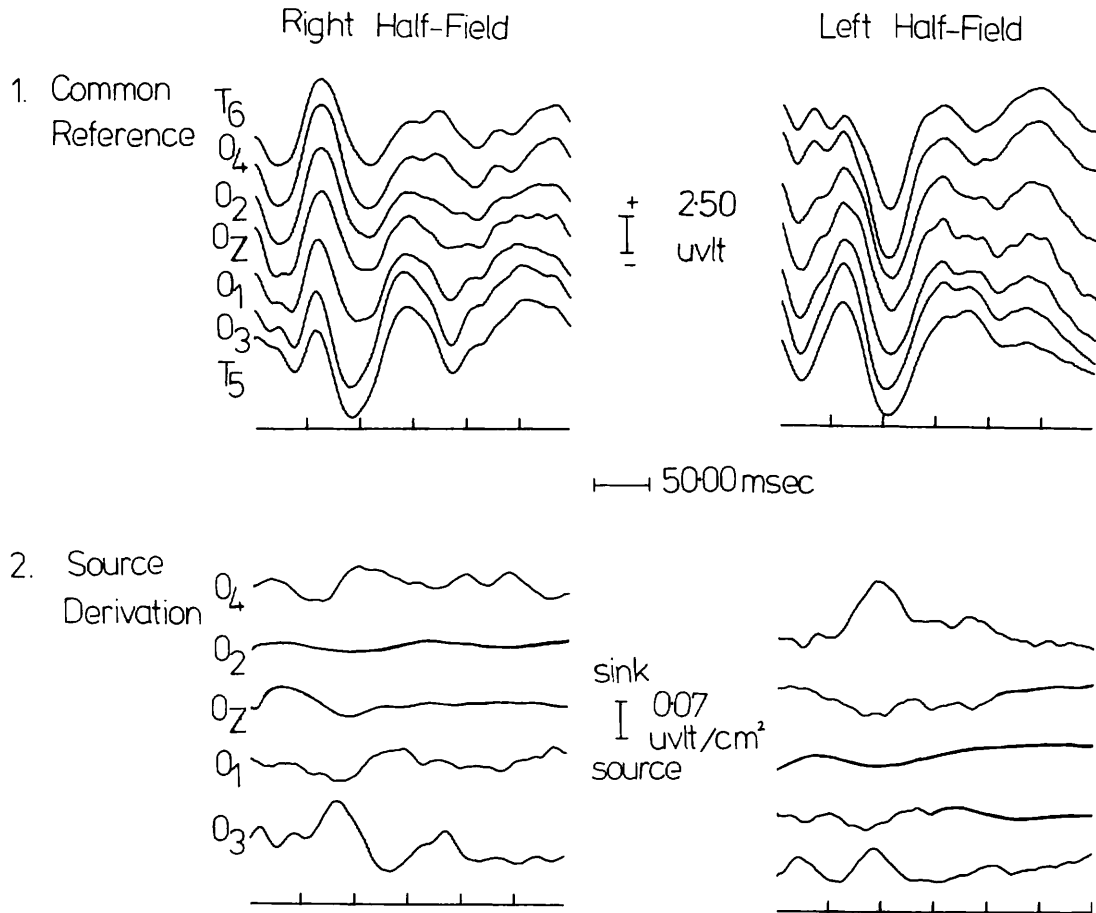 Right Half-Field
Left Half-Field
1. Common
Reference
T6
O4
O2
OZ
O1
O3
T5
+ 2·50
- uvlt
50·00 msec
2. Source
Derivation
O4
O2
OZ
O1
O3
sink
0·07
uvlt/cm²
source